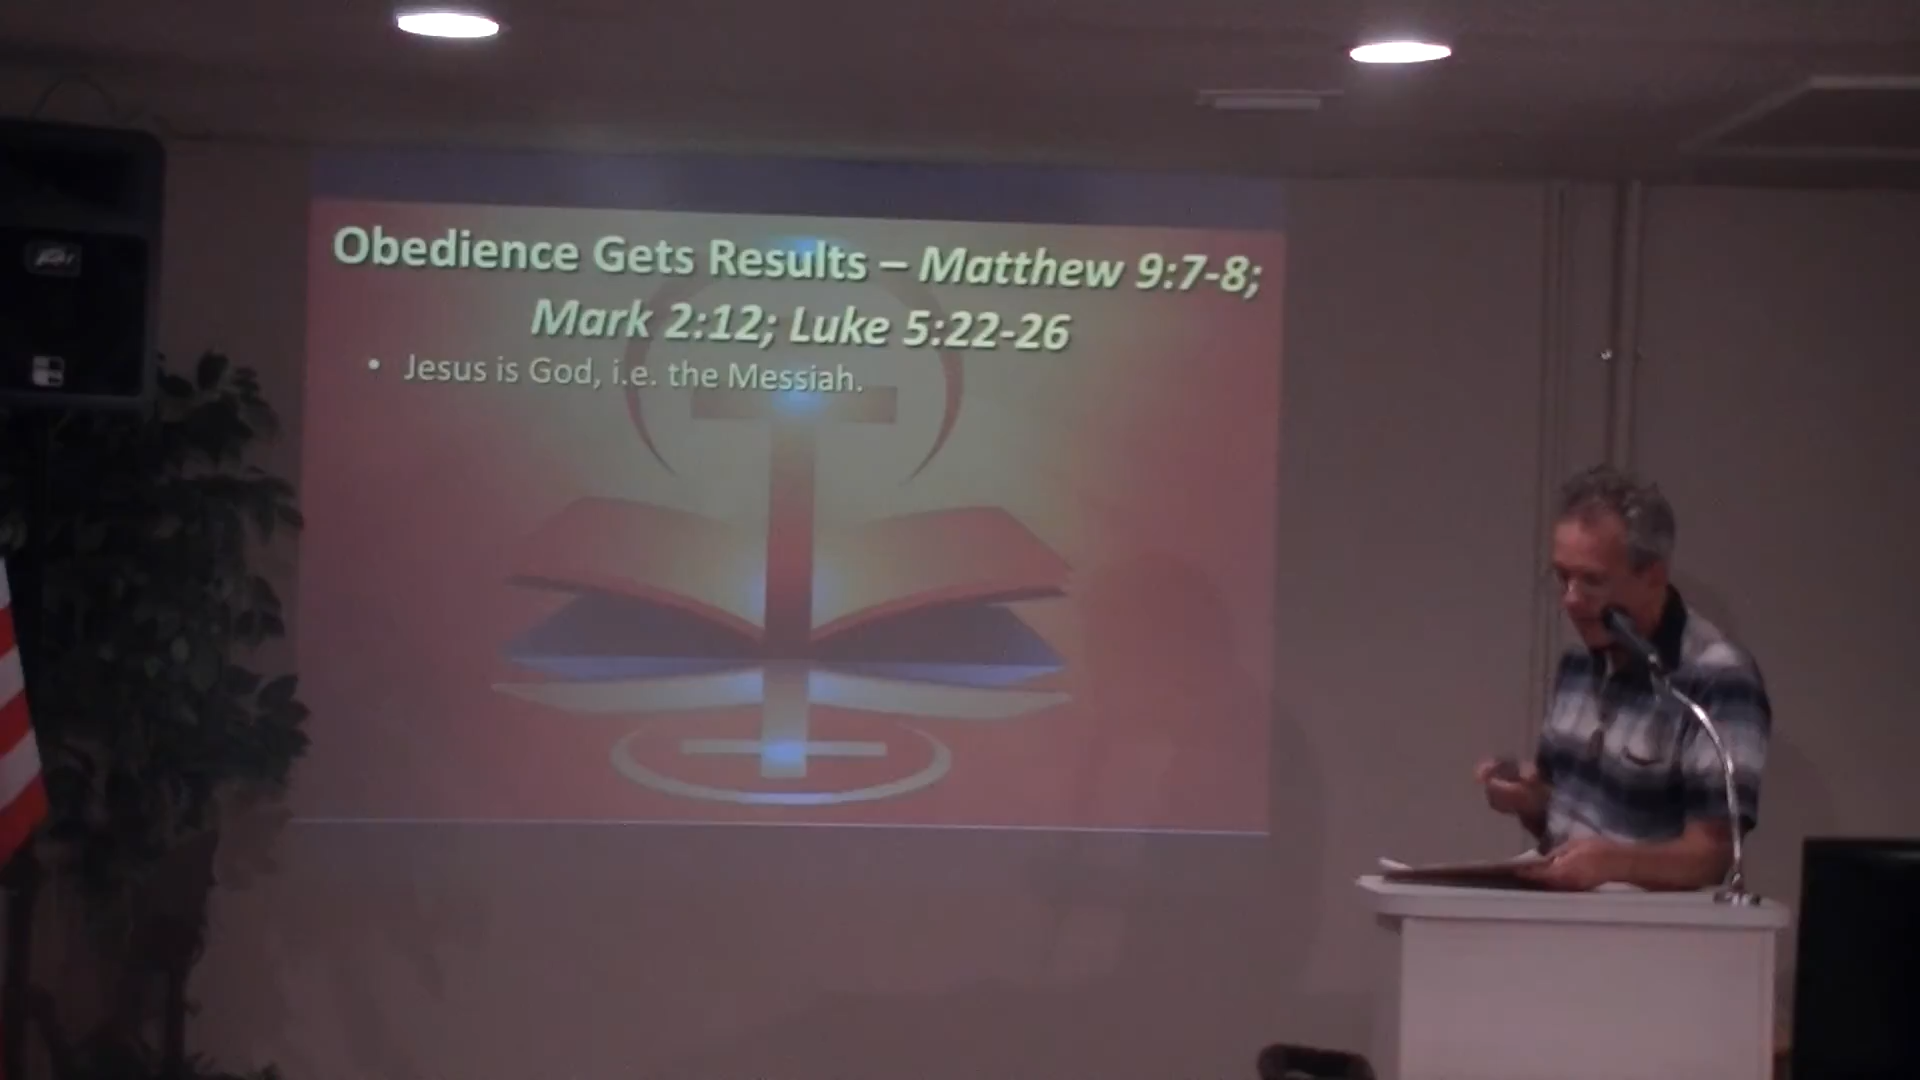 Obedience Gets Results – Matthew 9:7-8;
Mark 2:12; Luke 5:22-26
• Jesus is God, i.e. the Messiah.